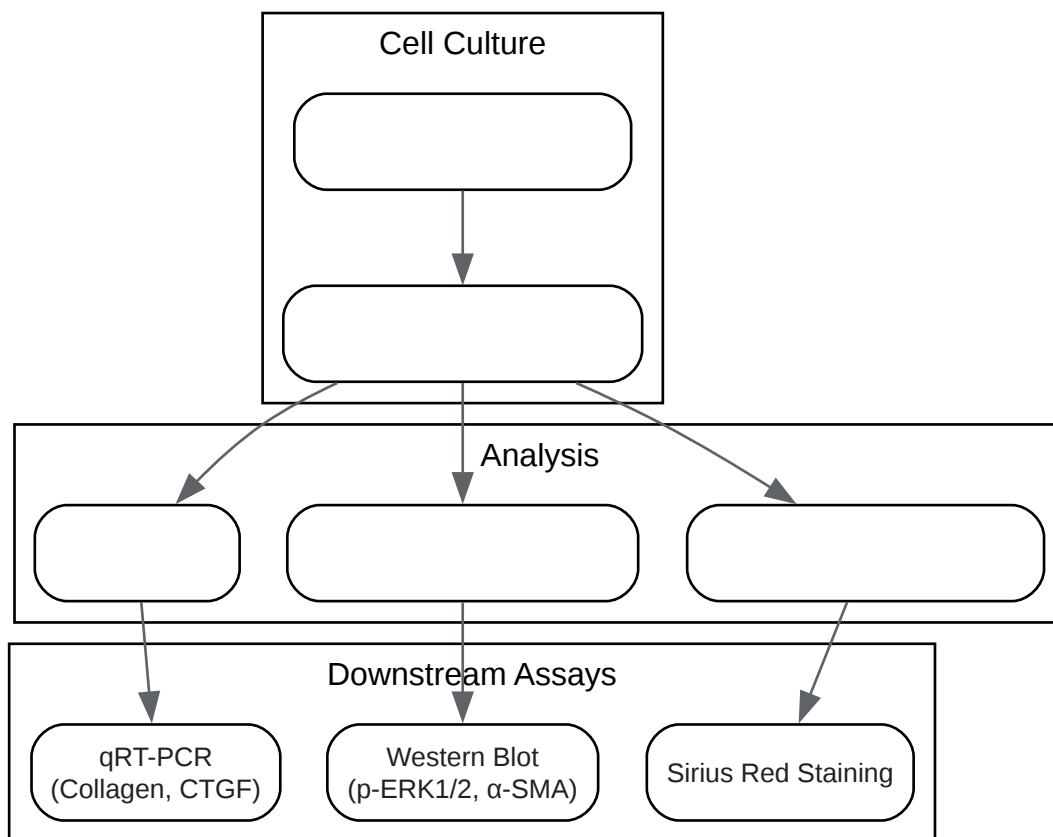 Cell Culture
Analysis
Downstream Assays
qRT-PCR
(Collagen, CTGF)
Western Blot
(p-ERK1/2, α-SMA)
Sirius Red Staining